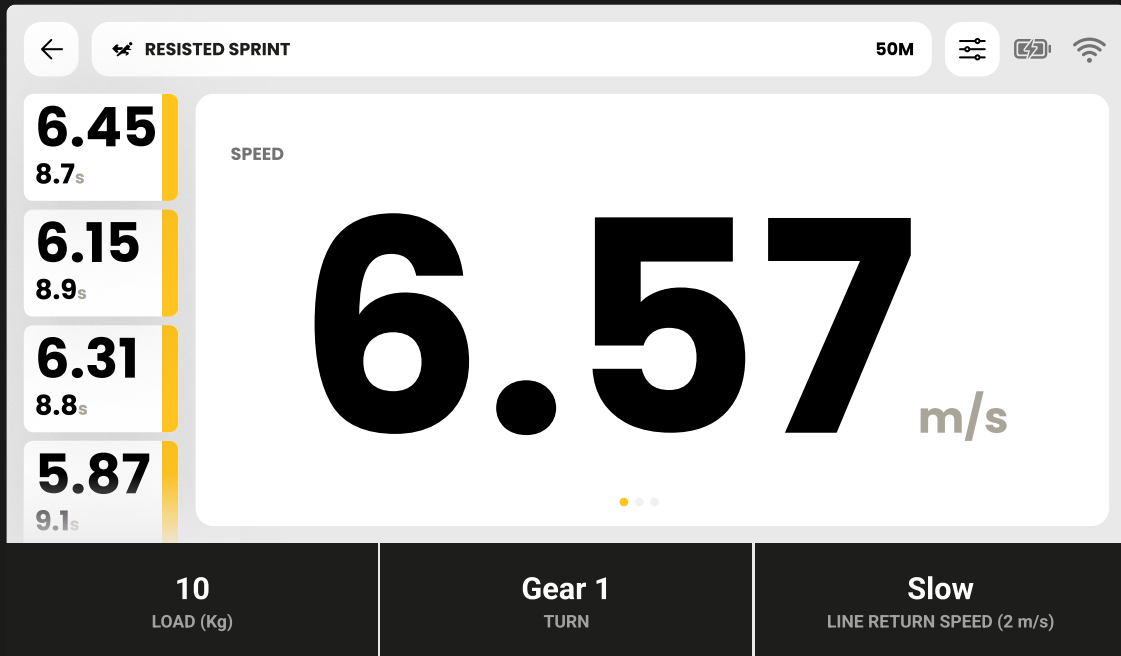 RESISTED SPRINT 50M
6.45
8.7s
6.15
8.9s
6.31
8.8s
5.87
9.1s
SPEED
6.57 m/s
10
LOAD (Kg)
Gear 1
TURN
Slow
LINE RETURN SPEED (2 m/s)